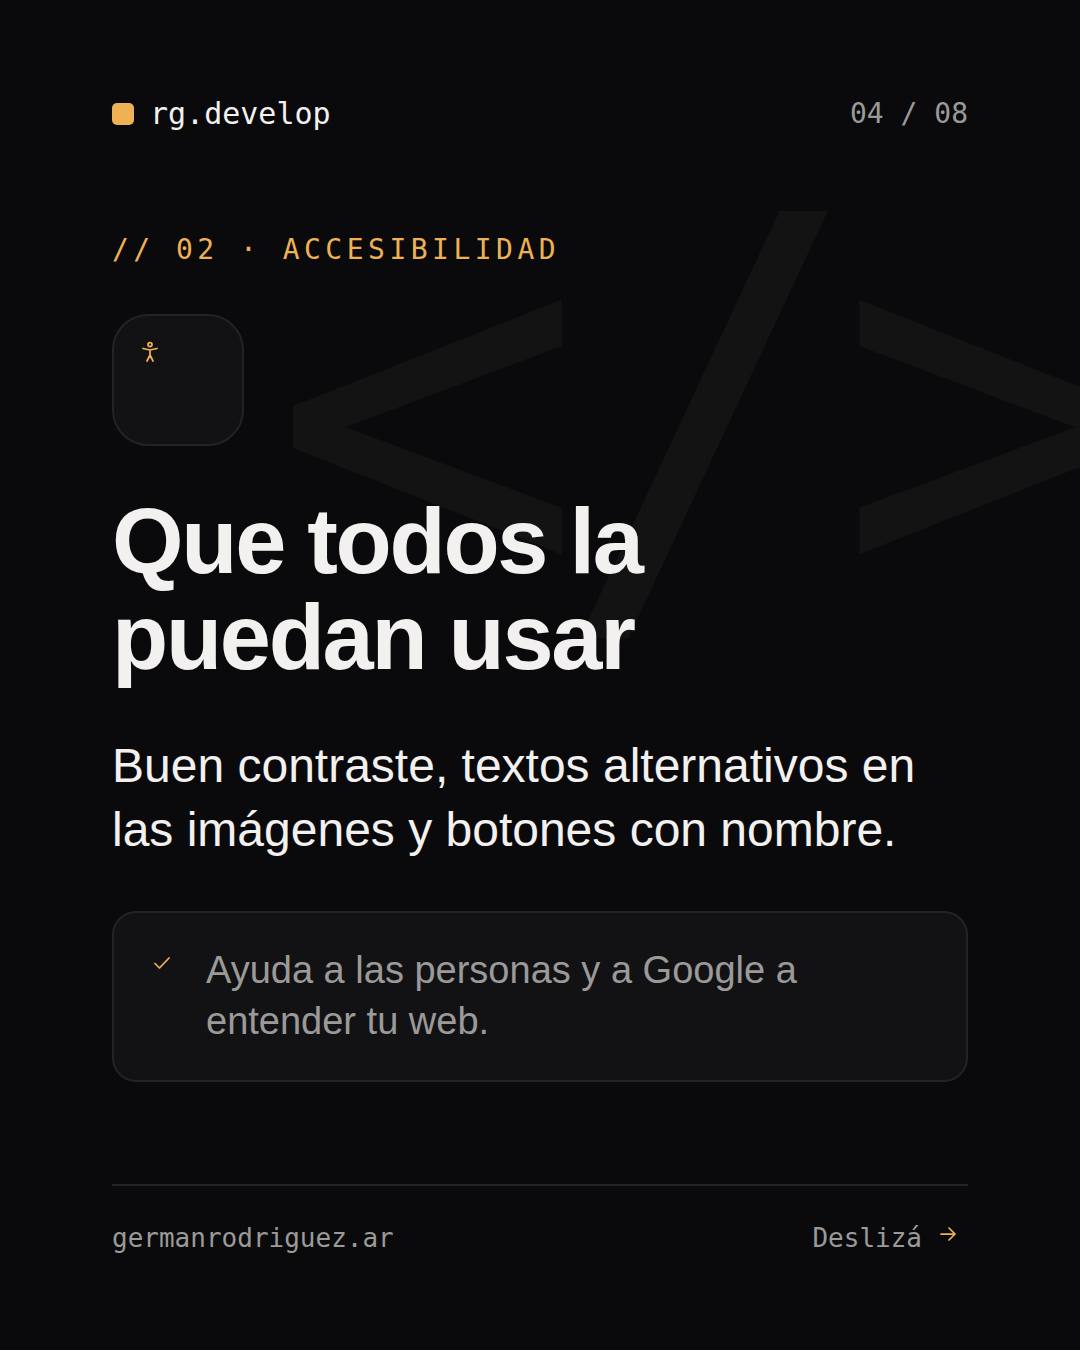 rg.develop
04 / 08
// 02 · ACCESIBILIDAD
</>
Que todos la
puedan usar
Buen contraste, textos alternativos en
las imágenes y botones con nombre.
Ayuda a las personas y a Google a
entender tu web.
germanrodriguez.ar
Deslizá →